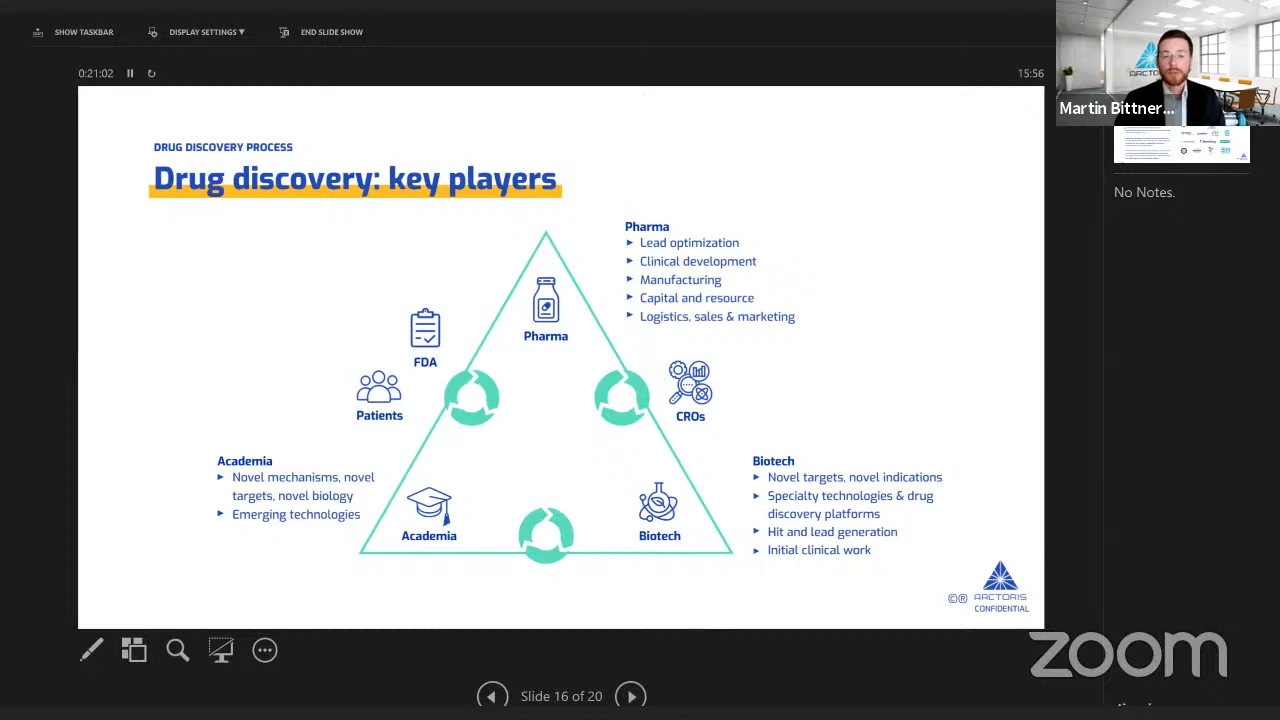 SHOW TASKBAR
DISPLAY SETTINGS ▼
END SLIDE SHOW
0:21:02
15:56
DRUG DISCOVERY PROCESS
Drug discovery: key players
Pharma
Lead optimization
Clinical development
Manufacturing
Capital and resource
Logistics, sales & marketing
Pharma
FDA
Patients
CROs
Academia
Novel mechanisms, novel
targets, novel biology
Emerging technologies
Academia
Biotech
Biotech
Novel targets, novel indications
Specialty technologies & drug
discovery platforms
Hit and lead generation
Initial clinical work
©® ARCTORIS
CONFIDENTIAL
Slide 16 of 20
Martin Bittner...
No Notes.
zoom